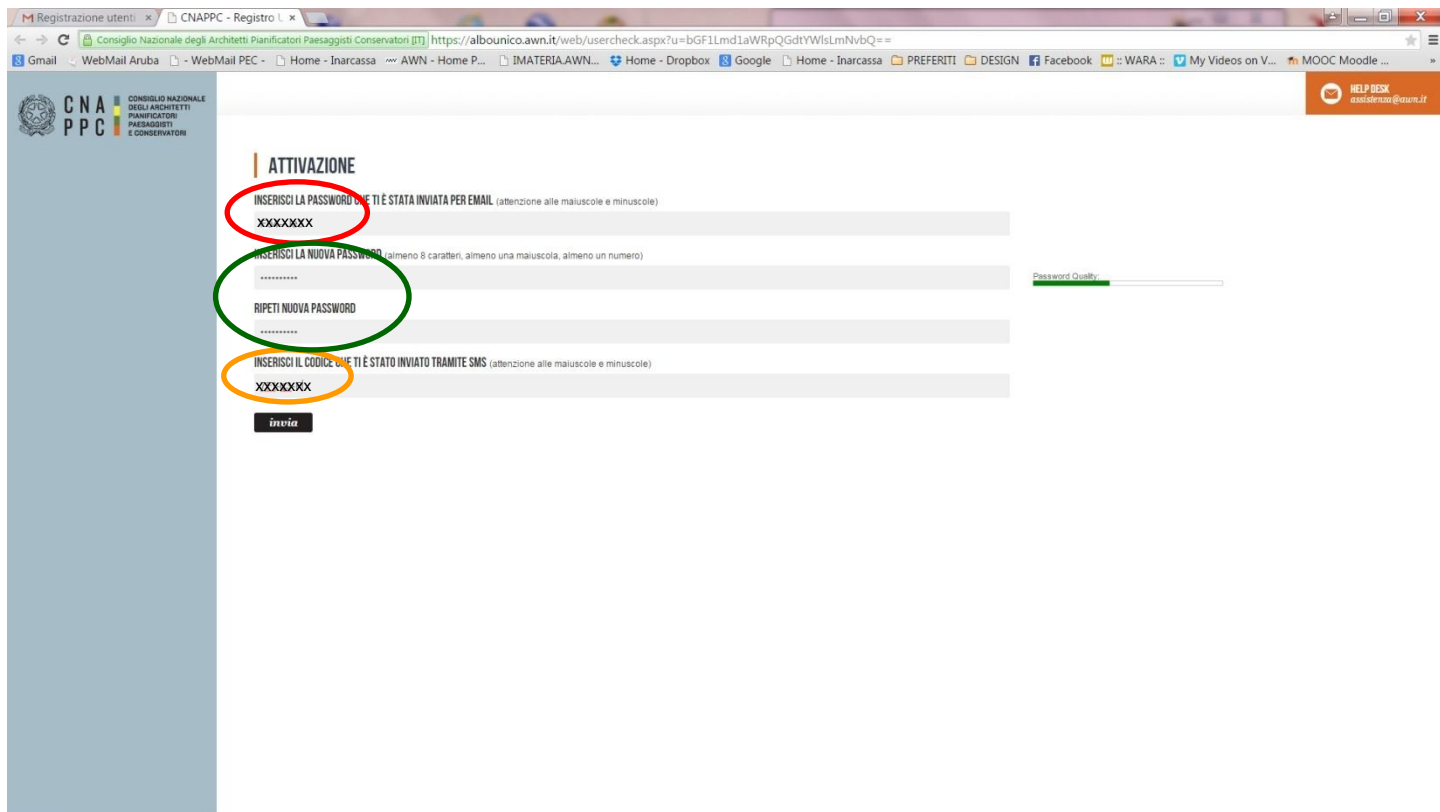 Registrazione utenti
CNAPPC - Registro U
Consiglio Nazionale degli Architetti Pianificatori Paesaggisti Conservatori [IT] https://albounico.awn.it/web/usercheck.aspx?u=bGF1Lmd1aWRpQGdtYWlsLmNvbQ==
Gmail WebMail Aruba - WebMail PEC - Home - Inarcassa AWN - Home P... IMATERIA.AWN... Home - Dropbox Google Home - Inarcassa PREFERITI DESIGN Facebook :: WARA :: My Videos on V... MOOC Moodle ... »
CNA
PPC
CONSIGLIO NAZIONALE
DEGLI ARCHITETTI
PIANIFICATORI
PAESAGGISTI
E CONSERVATORI
HELP DESK
assistenza@awn.it
ATTIVAZIONE
INSERISCI LA PASSWORD CHE TI È STATA INVIATA PER EMAIL (attenzione alle maiuscole e minuscole)
XXXXXXX
INSERISCI LA NUOVA PASSWORD (almeno 8 caratteri, almeno una maiuscola, almeno un numero)
••••••••••
Password Quality:
RIPETI NUOVA PASSWORD
••••••••••
INSERISCI IL CODICE CHE TI È STATO INVIATO TRAMITE SMS (attenzione alle maiuscole e minuscole)
XXXXXXX
invia